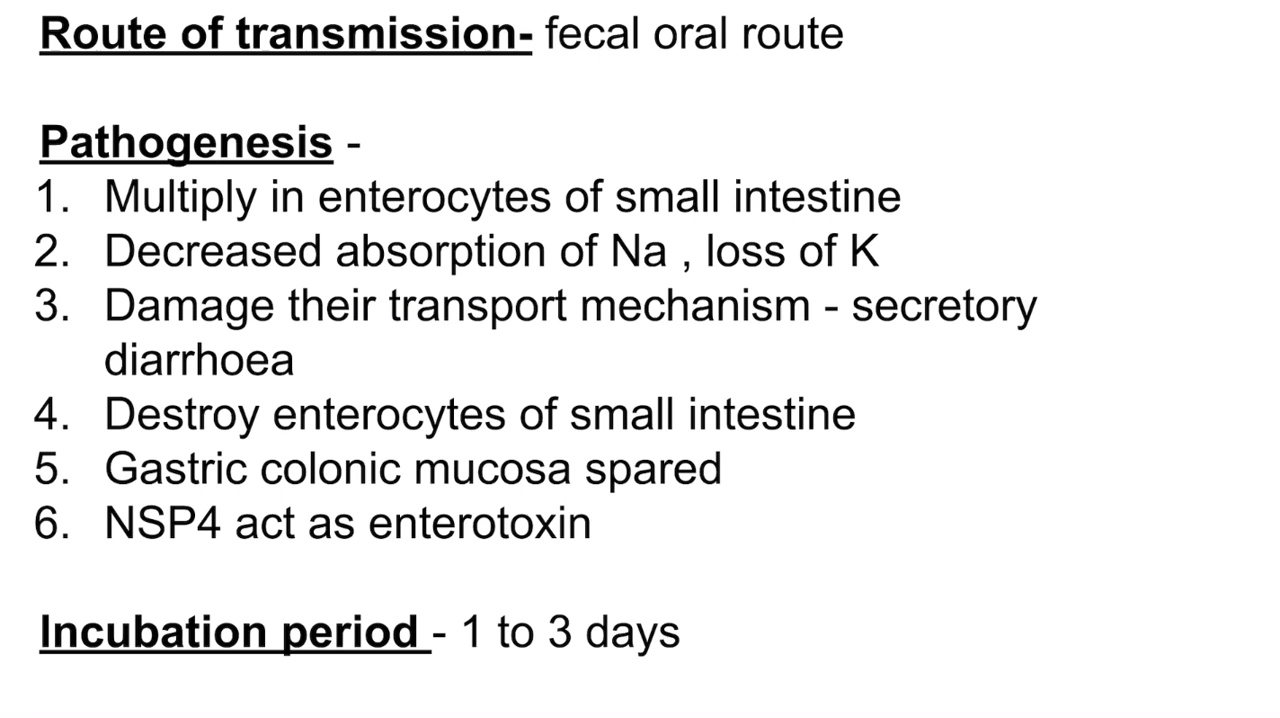 Route of transmission- fecal oral route
Pathogenesis -
1. Multiply in enterocytes of small intestine
2. Decreased absorption of Na , loss of K
3. Damage their transport mechanism - secretory
diarrhoea
4. Destroy enterocytes of small intestine
5. Gastric colonic mucosa spared
6. NSP4 act as enterotoxin
Incubation period - 1 to 3 days